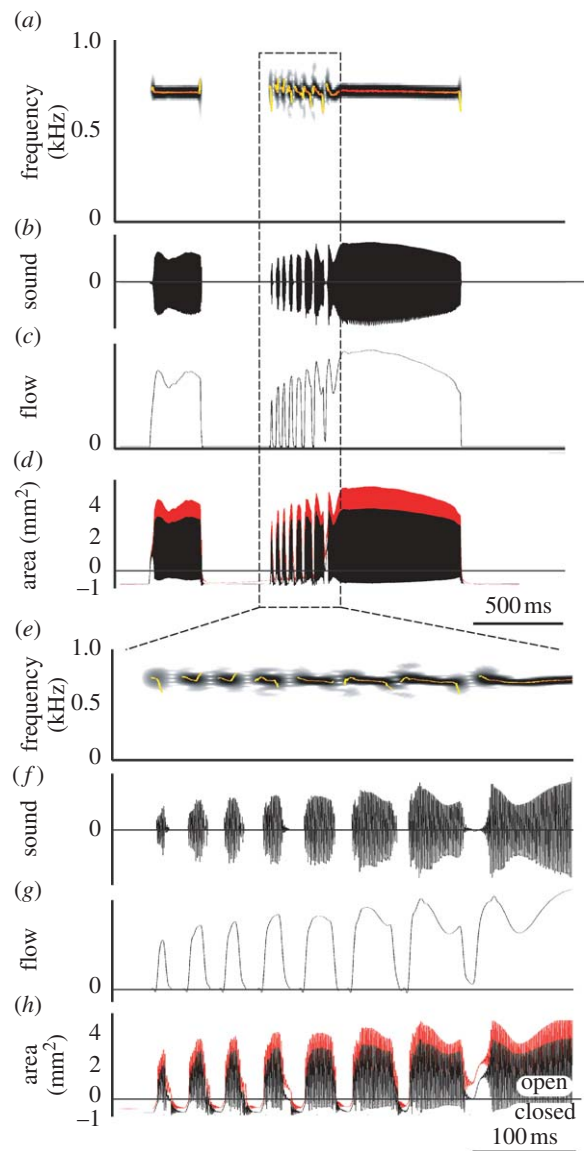 (a)
1.0
0.5
0
frequency
(kHz)
(b)
0
sound
(c)
0
flow
(d)
4
2
0
−1
area (mm2)
500 ms
(e)
1.0
0.5
0
frequency
(kHz)
(f)
0
sound
(g)
0
flow
(h)
4
2
0
−1
area
(mm2)
open
closed
100 ms